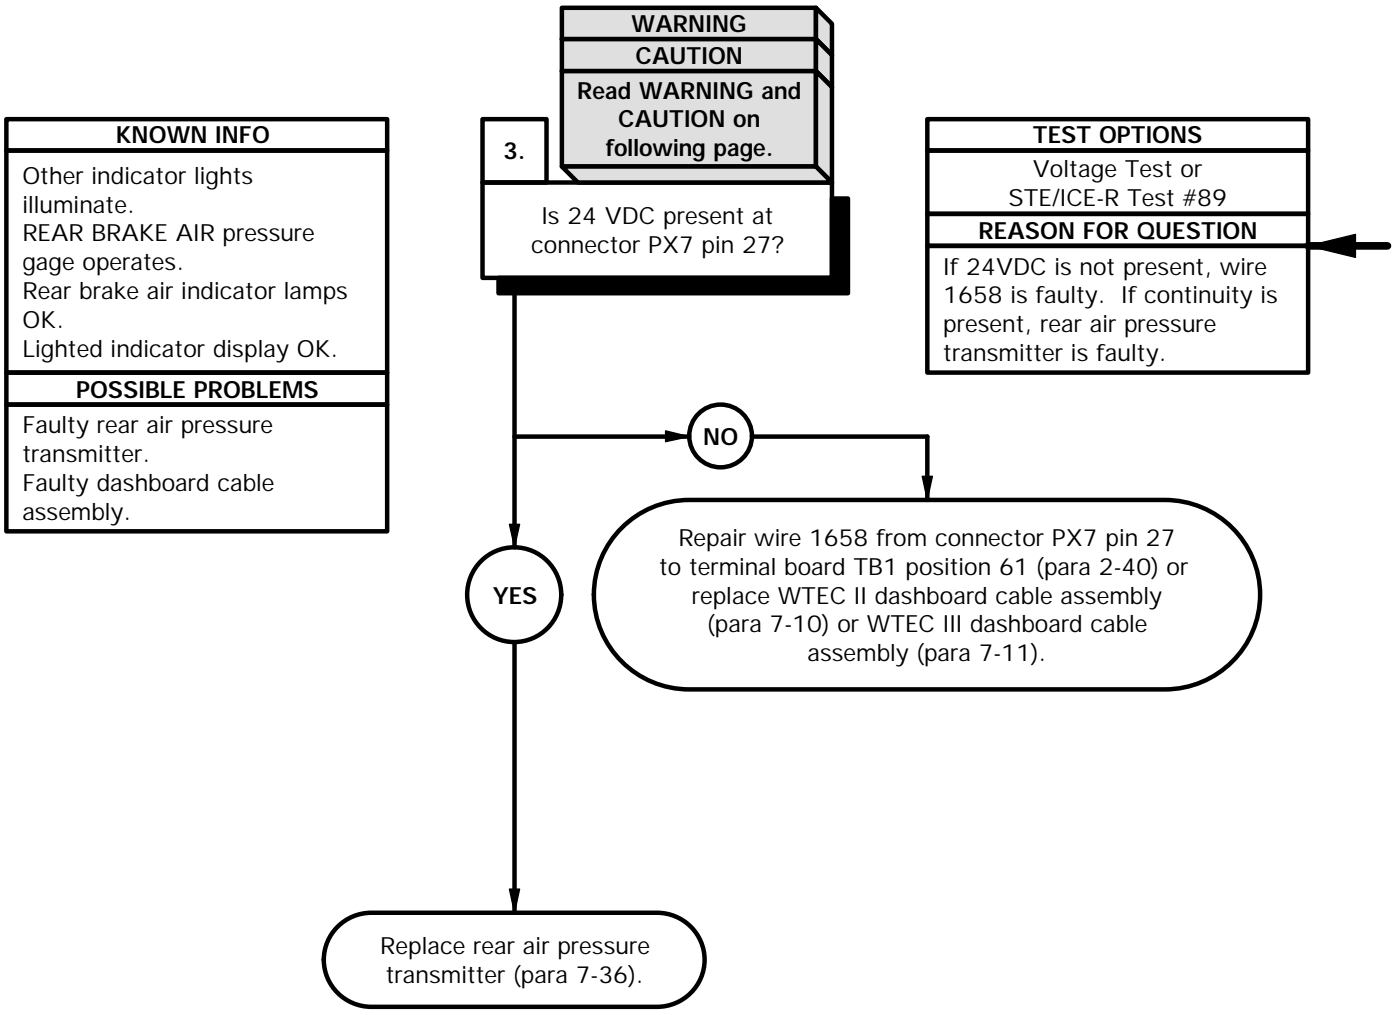 WARNING
CAUTION
Read WARNING and
CAUTION on
following page.
KNOWN INFO
Other indicator lights
illuminate.
REAR BRAKE AIR pressure
gage operates.
Rear brake air indicator lamps
OK.
Lighted indicator display OK.
POSSIBLE PROBLEMS
Faulty rear air pressure
transmitter.
Faulty dashboard cable
assembly.
3.
Is 24 VDC present at
connector PX7 pin 27?
TEST OPTIONS
Voltage Test or
STE/ICE-R Test #89
REASON FOR QUESTION
If 24VDC is not present, wire
1658 is faulty.  If continuity is
present, rear air pressure
transmitter is faulty.
NO
Repair wire 1658 from connector PX7 pin 27
to terminal board TB1 position 61 (para 2-40) or
replace WTEC II dashboard cable assembly
(para 7-10) or WTEC III dashboard cable
assembly (para 7-11).
YES
Replace rear air pressure
transmitter (para 7-36).